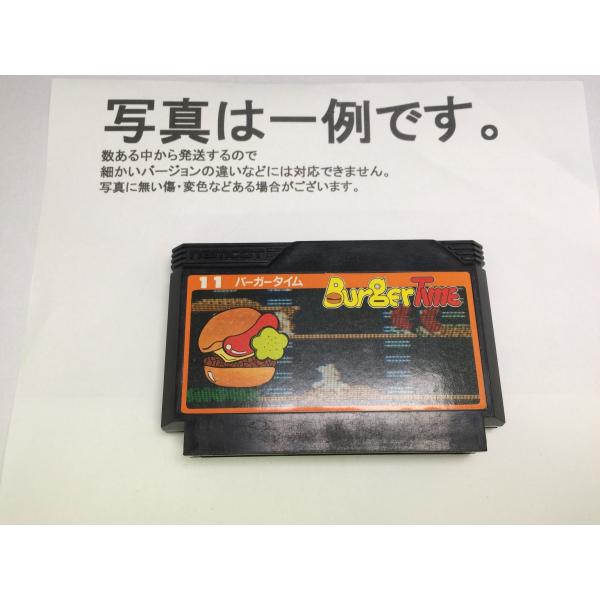 写真は一例です。
数ある中から発送するので
細かいバージョンの違いなどには対応できません。
写真に無い傷・変色などある場合がございます。
namcot
11 バーガータイム
BurgerTime